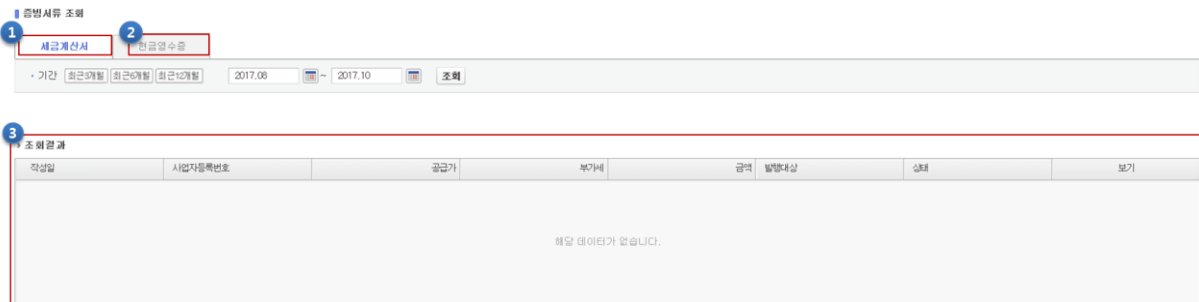 증빙서류 조회
1 2
세금계산서 현금영수증
기간 최근3개월 최근6개월 최근12개월 2017.08 ~ 2017.10 조회
3
조회결과
작성일 사업자등록번호 공급가 부가세 금액 발행대상 상태 보기
해당 데이터가 없습니다.